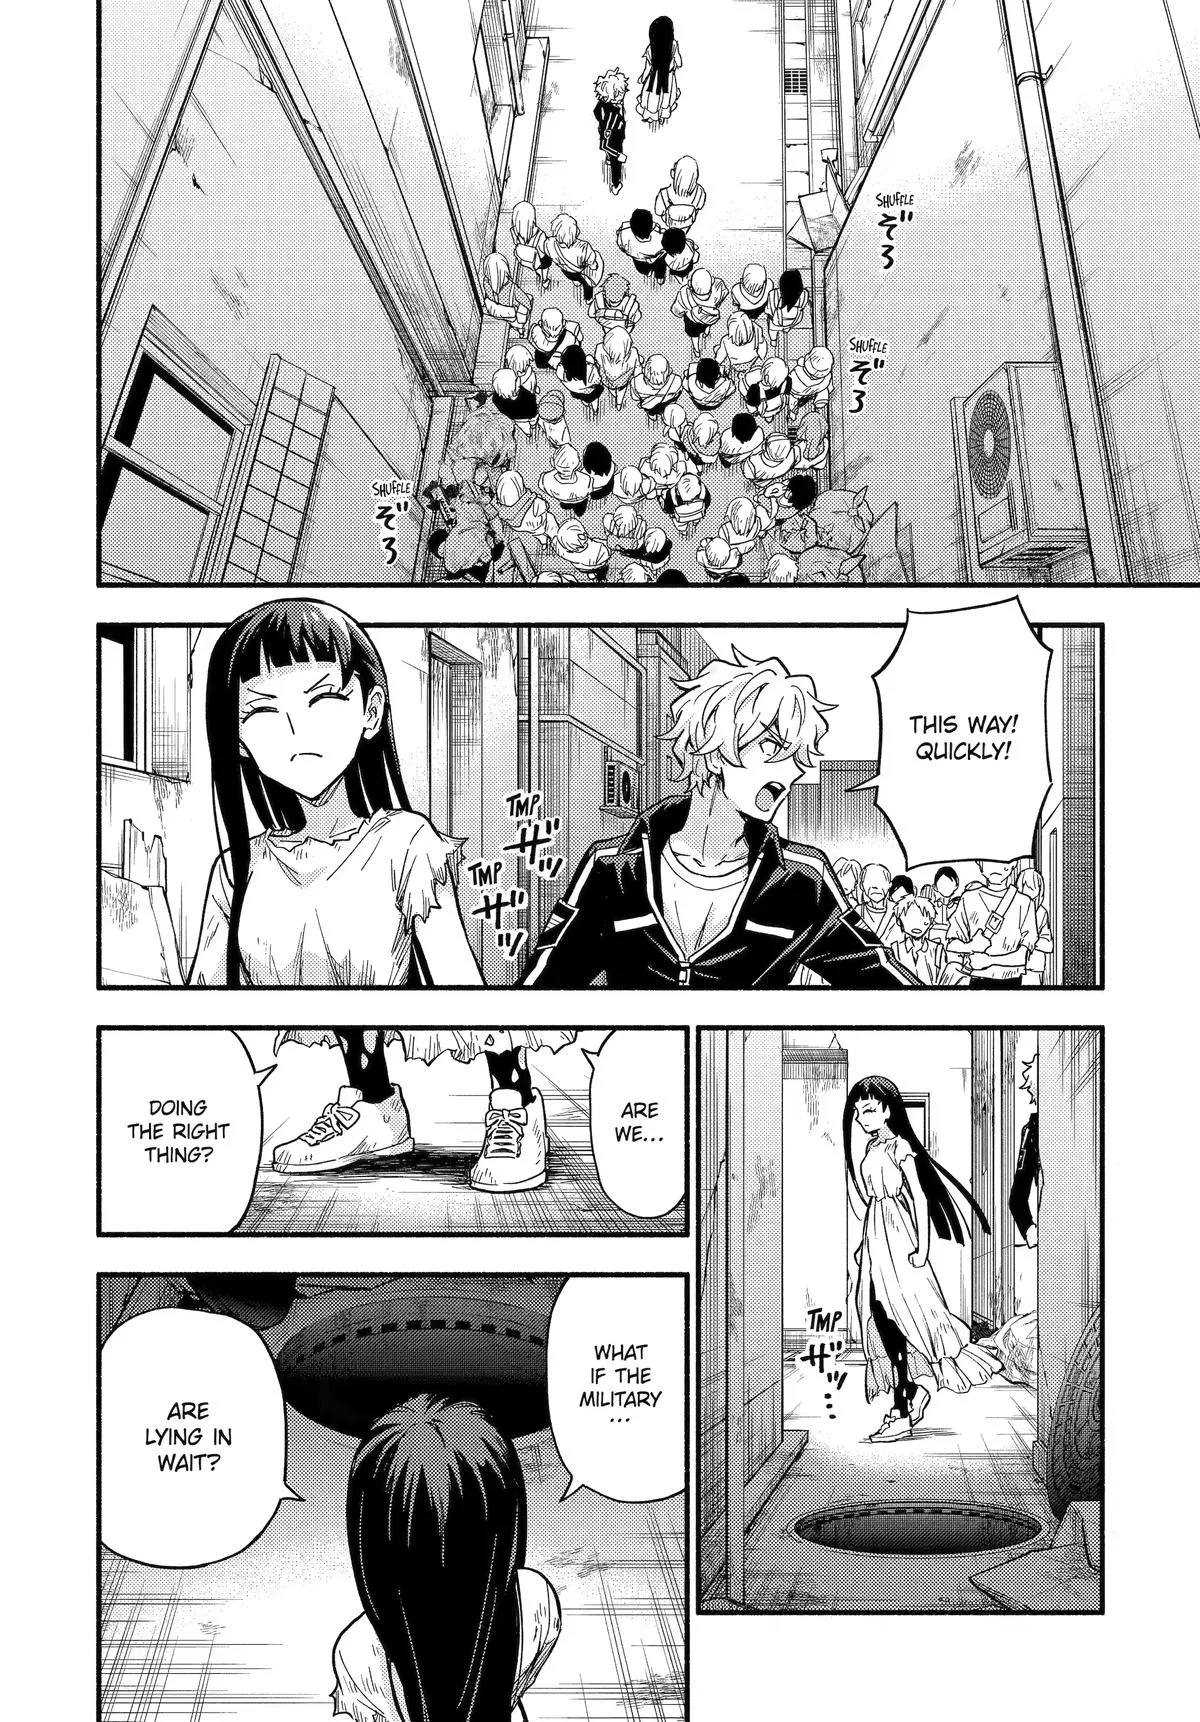 SHUFFLE
ぞろ
SHUFFLE
ぞろ
SHUFFLE
ぞろ
THIS WAY!
QUICKLY!
TMP
ザッ
TMP
ザッ
TMP
ザッ...
ARE
WE...
DOING
THE RIGHT
THING?
WHAT
IF THE
MILITARY
...
ARE
LYING IN
WAIT?